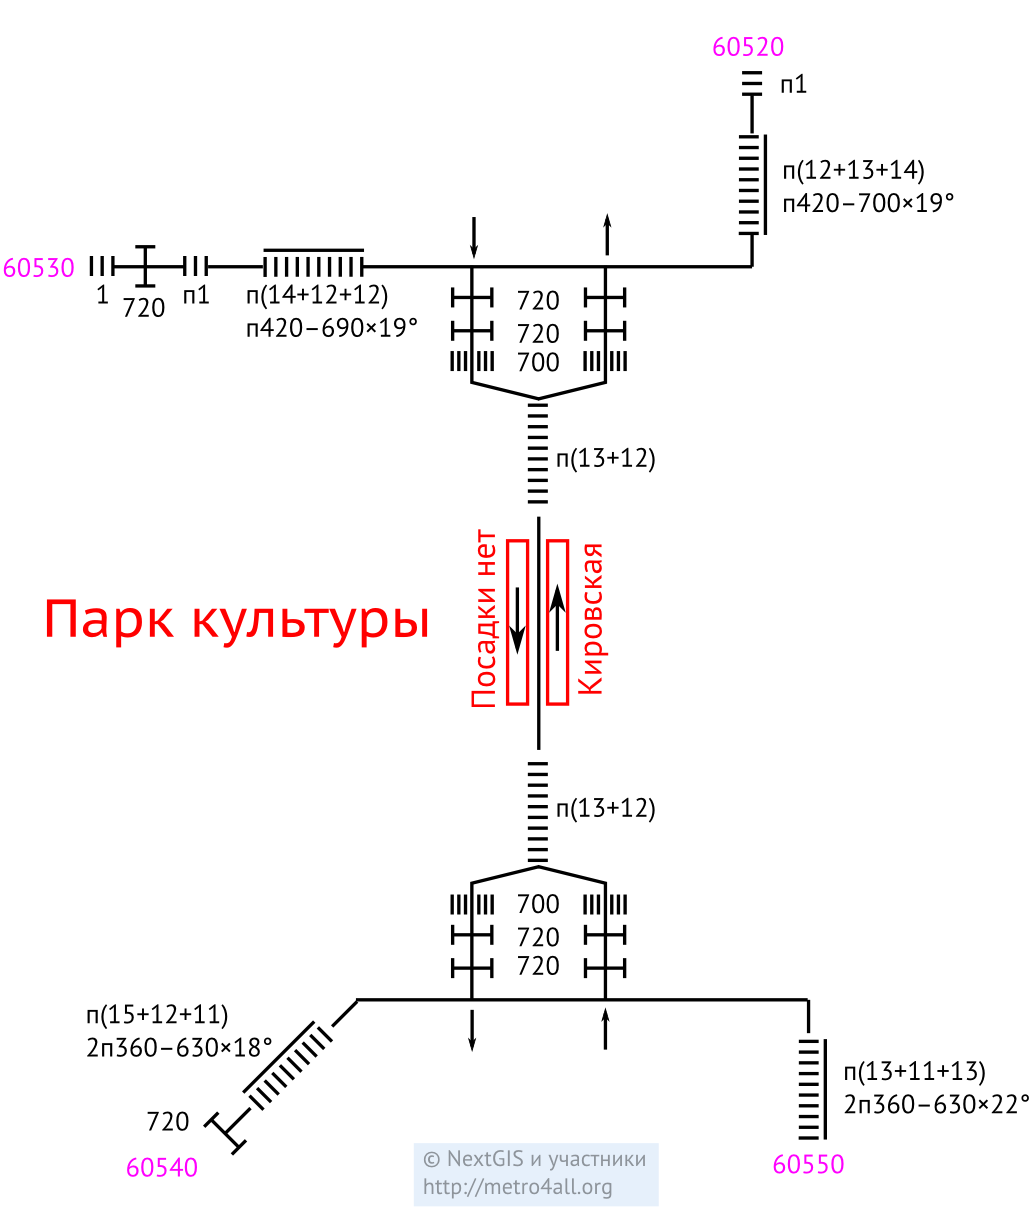 60520
п1
п(12+13+14)
п420–700×19°
60530
1
720
п1
п(14+12+12)
п420–690×19°
720
720
700
п(13+12)
Парк культуры
Посадки нет
Кировская
п(13+12)
700
720
720
п(15+12+11)
2п360–630×18°
720
60540
п(13+11+13)
2п360–630×22°
60550
© NextGIS и участники
http://metro4all.org